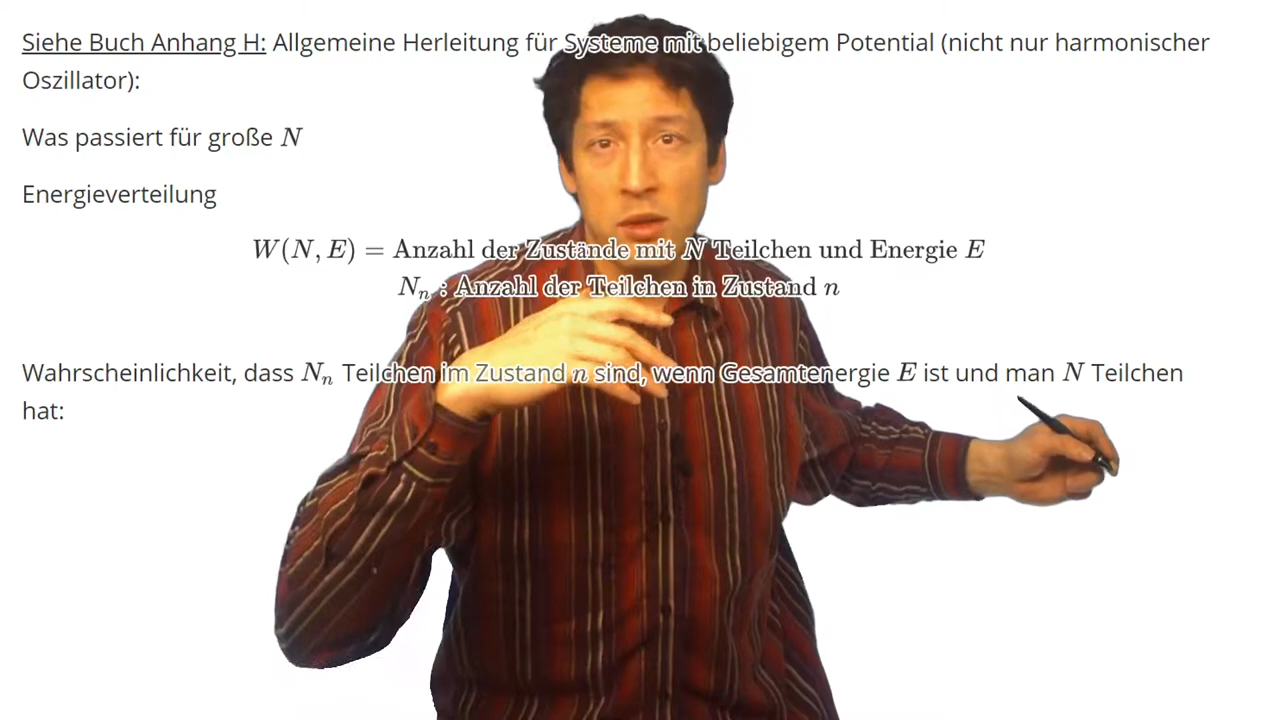 Siehe Buch Anhang H: Allgemeine Herleitung für Systeme mit beliebigem Potential (nicht nur harmonischer
Oszillator):
Was passiert für große N
Energieverteilung
W(N, E) = Anzahl der Zustände mit N Teilchen und Energie E
Nₙ : Anzahl der Teilchen in Zustand n
Wahrscheinlichkeit, dass Nₙ Teilchen im Zustand n sind, wenn Gesamtenergie E ist und man N Teilchen
hat: